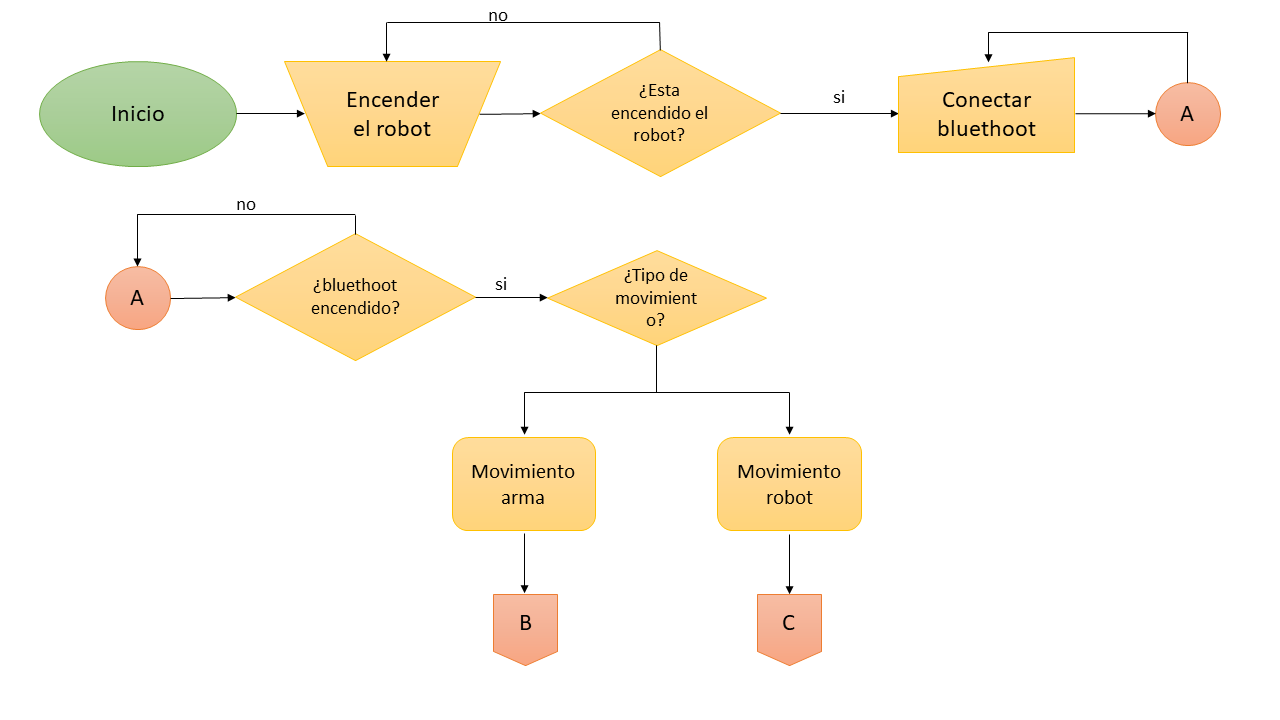 no
Inicio
Encender
el robot
¿Esta
encendido el
robot?
si
Conectar
bluethoot
A
no
A
¿bluethoot
encendido?
si
¿Tipo de
movimient
o?
Movimiento
arma
Movimiento
robot
B
C